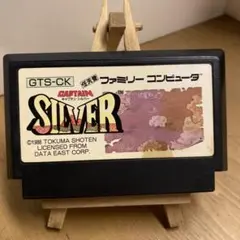 GTS-CK
ファミリー コンピュータ
CAPTAIN
SILVER
©1988 TOKUMA SHOTEN
LICENSED FROM
DATA EAST CORP.